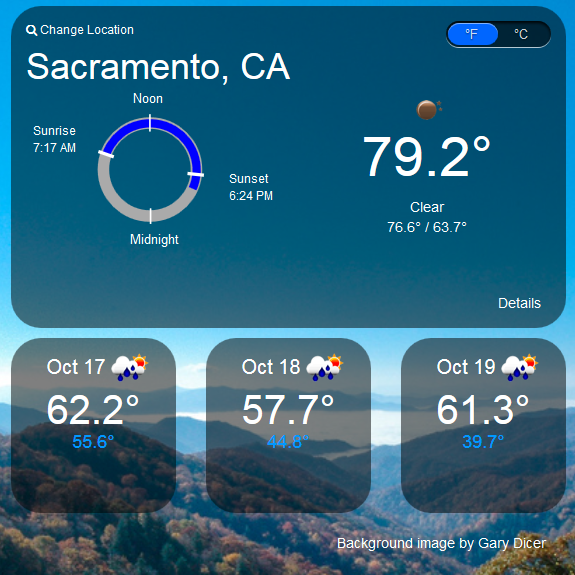 Change Location
°F °C
Sacramento, CA
Noon
Sunrise
7:17 AM
Sunset
6:24 PM
Midnight
79.2°
Clear
76.6° / 63.7°
Details
Oct 17
62.2°
55.6°
Oct 18
57.7°
44.8°
Oct 19
61.3°
39.7°
Background image by Gary Dicer